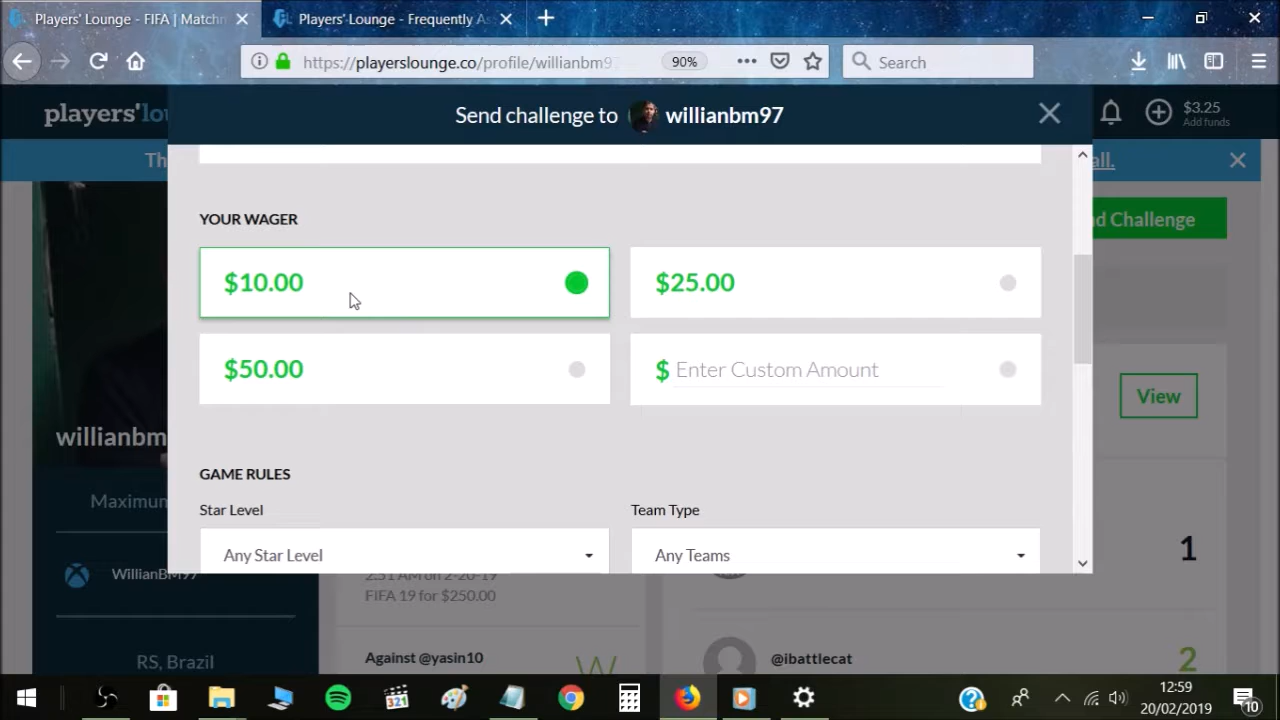 Players' Lounge - FIFA | Matchm
Players' Lounge - Frequently As
https://playerslounge.co/profile/willianbm97
90%
Search
players'lo
Send challenge to willianbm97
$3.25
Add funds
Th
all.
YOUR WAGER
nd Challenge
$10.00
$25.00
$50.00
$ Enter Custom Amount
View
willianbm
GAME RULES
Maximum
Star Level
Team Type
Any Star Level
Any Teams
1
WillianBM97
2:51 AM on 2-20-19
FIFA 19 for $250.00
RS, Brazil
Against @yasin10
W
@ibattlecat
2
321
12:59
20/02/2019
10